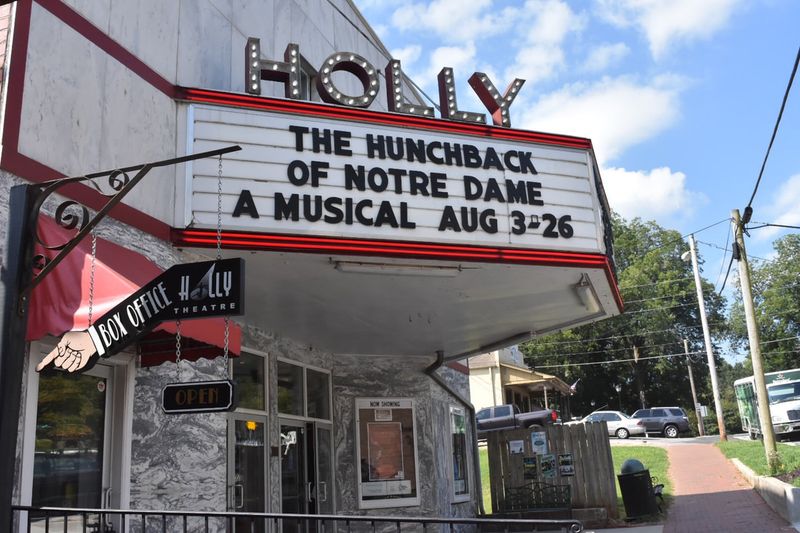 HOLLY
THE HUNCHBACK
OF NOTRE DAME
A MUSICAL AUG 3-26
BOX OFFICE HOLLY
THEATRE
OPEN
NOW SHOWING